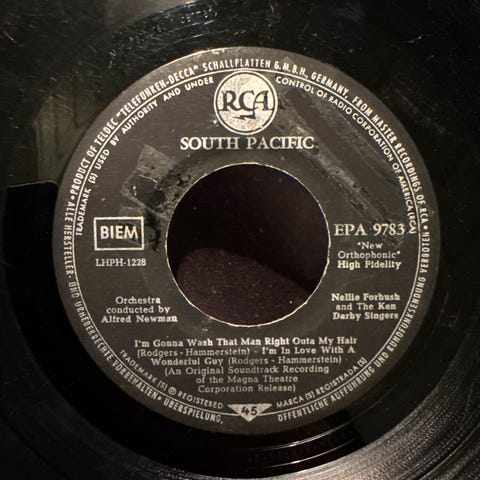 PRODUCT OF TELDEC "TELEFUNKEN-DECCA" SCHALLPLATTEN G.M.B.H., GERMANY, FROM MASTER RECORDINGS OF RCA
TRADEMARK (S) USED BY AUTHORITY AND UNDER CONTROL OF RADIO CORPORATION OF AMERICA (RCA)
RCA
SOUTH PACIFIC
BIEM
LHPH-1228
EPA 9783
"New
Orthophonic"
High Fidelity
Orchestra
conducted by
Alfred Newman
Nellie Forbush
and The Ken
Darby Singers
I'm Gonna Wash That Man Right Outa My Hair
(Rodgers - Hammerstein) - I'm In Love With
Wonderful Guy (Rodgers - Hammerstein) -
(An Original Soundtrack Recording
of the Magna Theatre
Corporation Release)
TRADEMARK (S) ® REGISTERED
MARCA (S) REGISTRADA (S)
45
ALLE HERSTELLER- UND URHEBERRECHTE VORBEHALTEN
ÜBERSPIELUNG, ÖFFENTLICHE AUFFÜHRUNG UND RUNDFUNKSENDUNG VERBOTEN